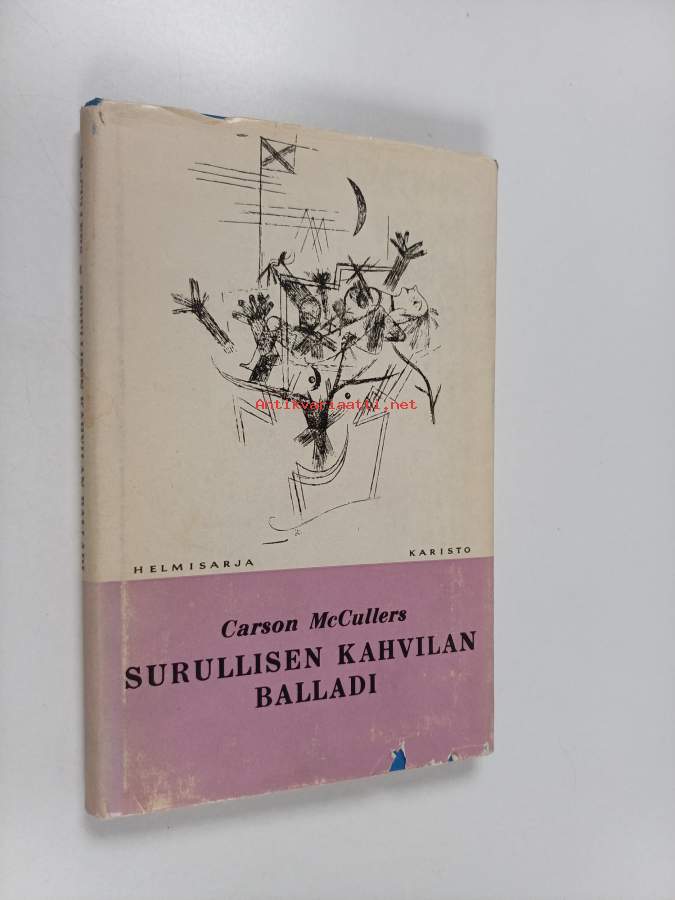 Antikvariaatti.net
HELMISARJA
KARISTO
Carson McCullers
SURULLISEN KAHVILAN
BALLADI